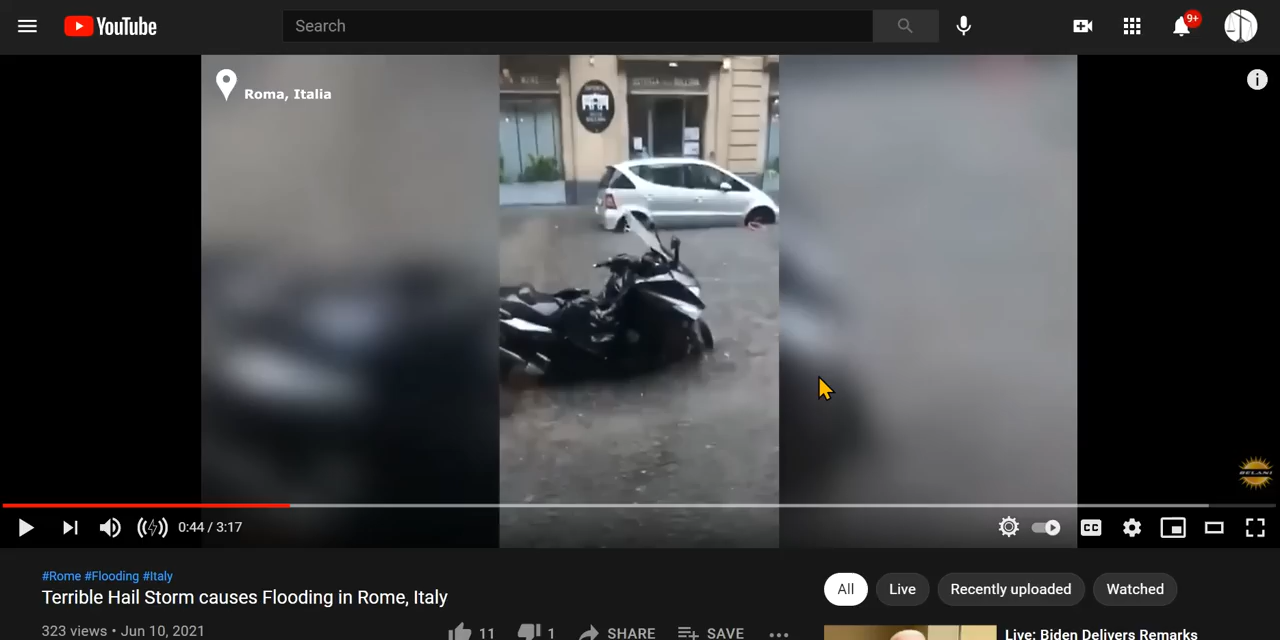 YouTube
Search
9+
Roma, Italia
BELANI
0:44 / 3:17
CC
#Rome #Flooding #Italy
Terrible Hail Storm causes Flooding in Rome, Italy
All
Live
Recently uploaded
Watched
323 views • Jun 10, 2021
11
1
SHARE
SAVE
Live: Biden Delivers Remarks